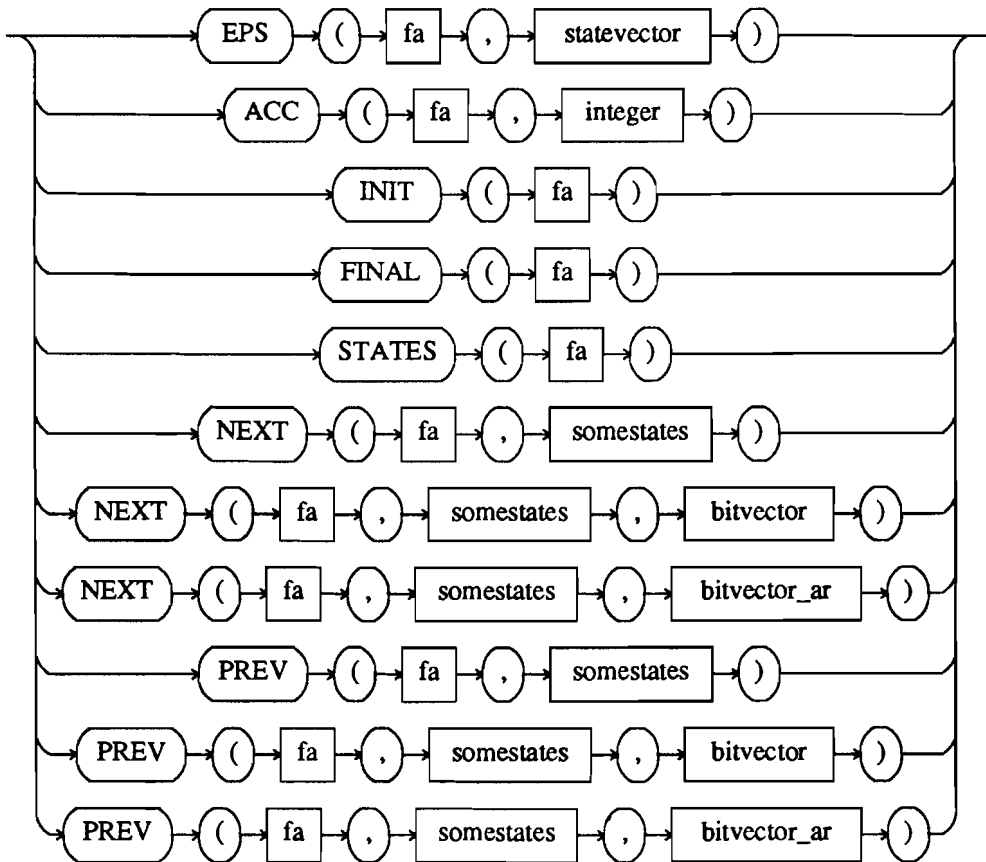 EPS ( fa , statevector )
ACC ( fa , integer )
INIT ( fa )
FINAL ( fa )
STATES ( fa )
NEXT ( fa , somestates )
NEXT ( fa , somestates , bitvector )
NEXT ( fa , somestates , bitvector_ar )
PREV ( fa , somestates )
PREV ( fa , somestates , bitvector )
PREV ( fa , somestates , bitvector_ar )